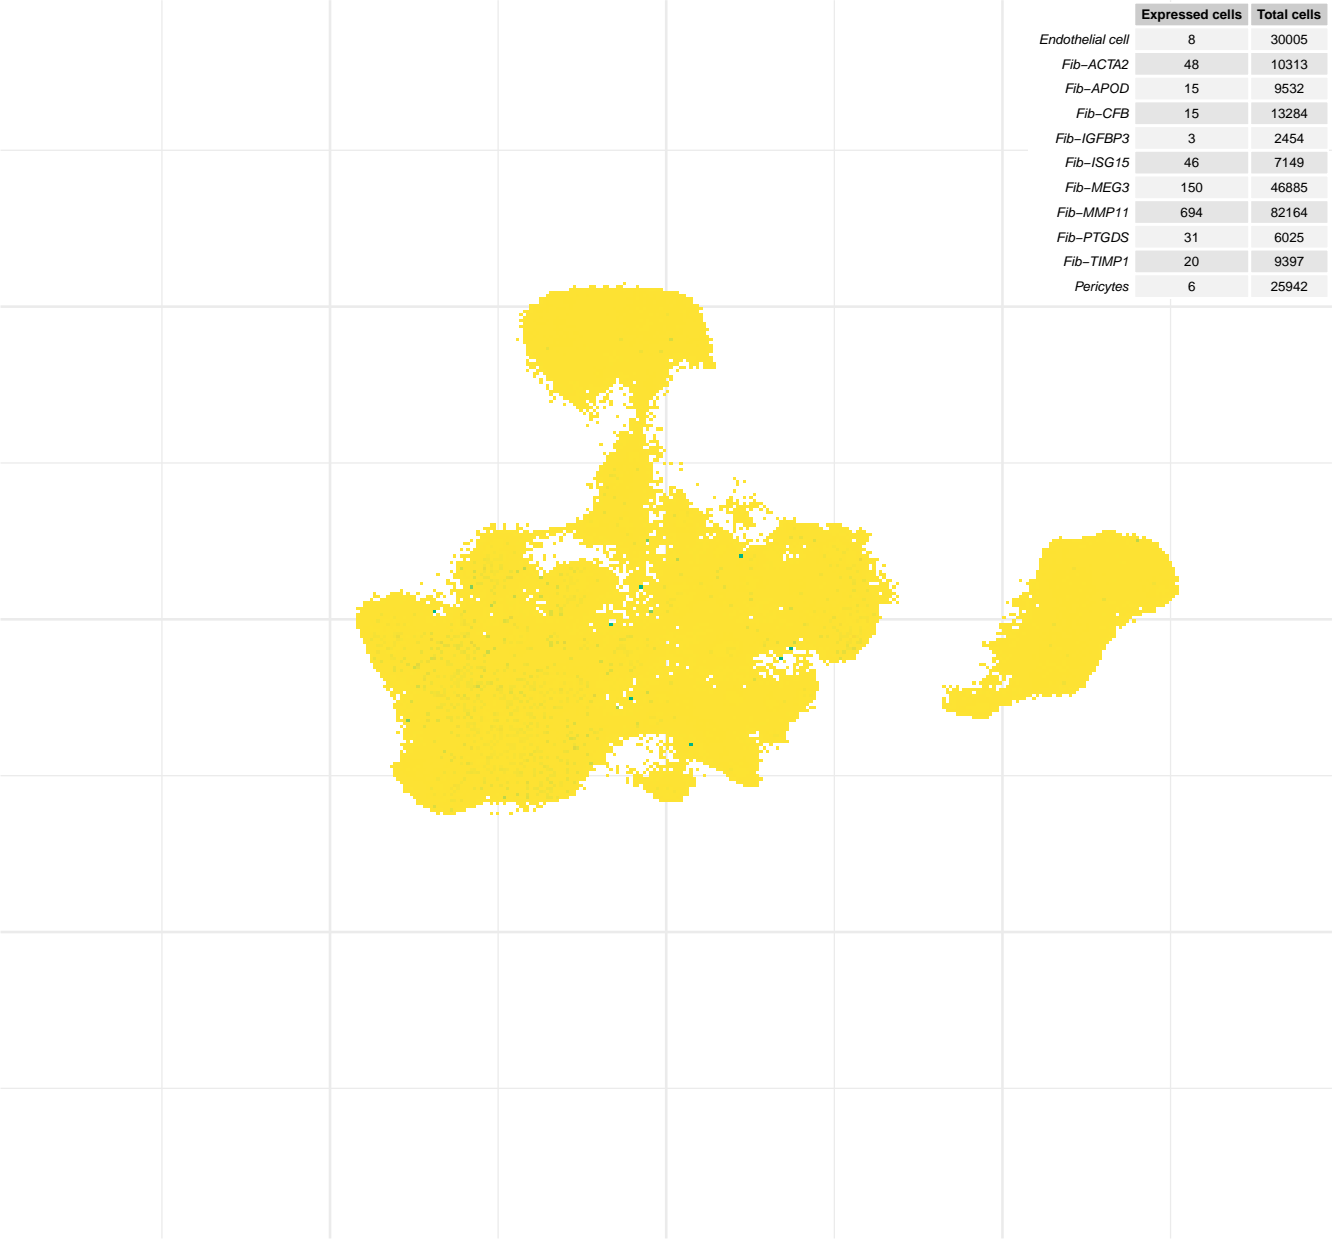 Expressed cells Total cells
Endothelial cell 8 30005
Fib−ACTA2 48 10313
Fib−APOD 15 9532
Fib−CFB 15 13284
Fib−IGFBP3 3 2454
Fib−ISG15 46 7149
Fib−MEG3 150 46885
Fib−MMP11 694 82164
Fib−PTGDS 31 6025
Fib−TIMP1 20 9397
Pericytes 6 25942